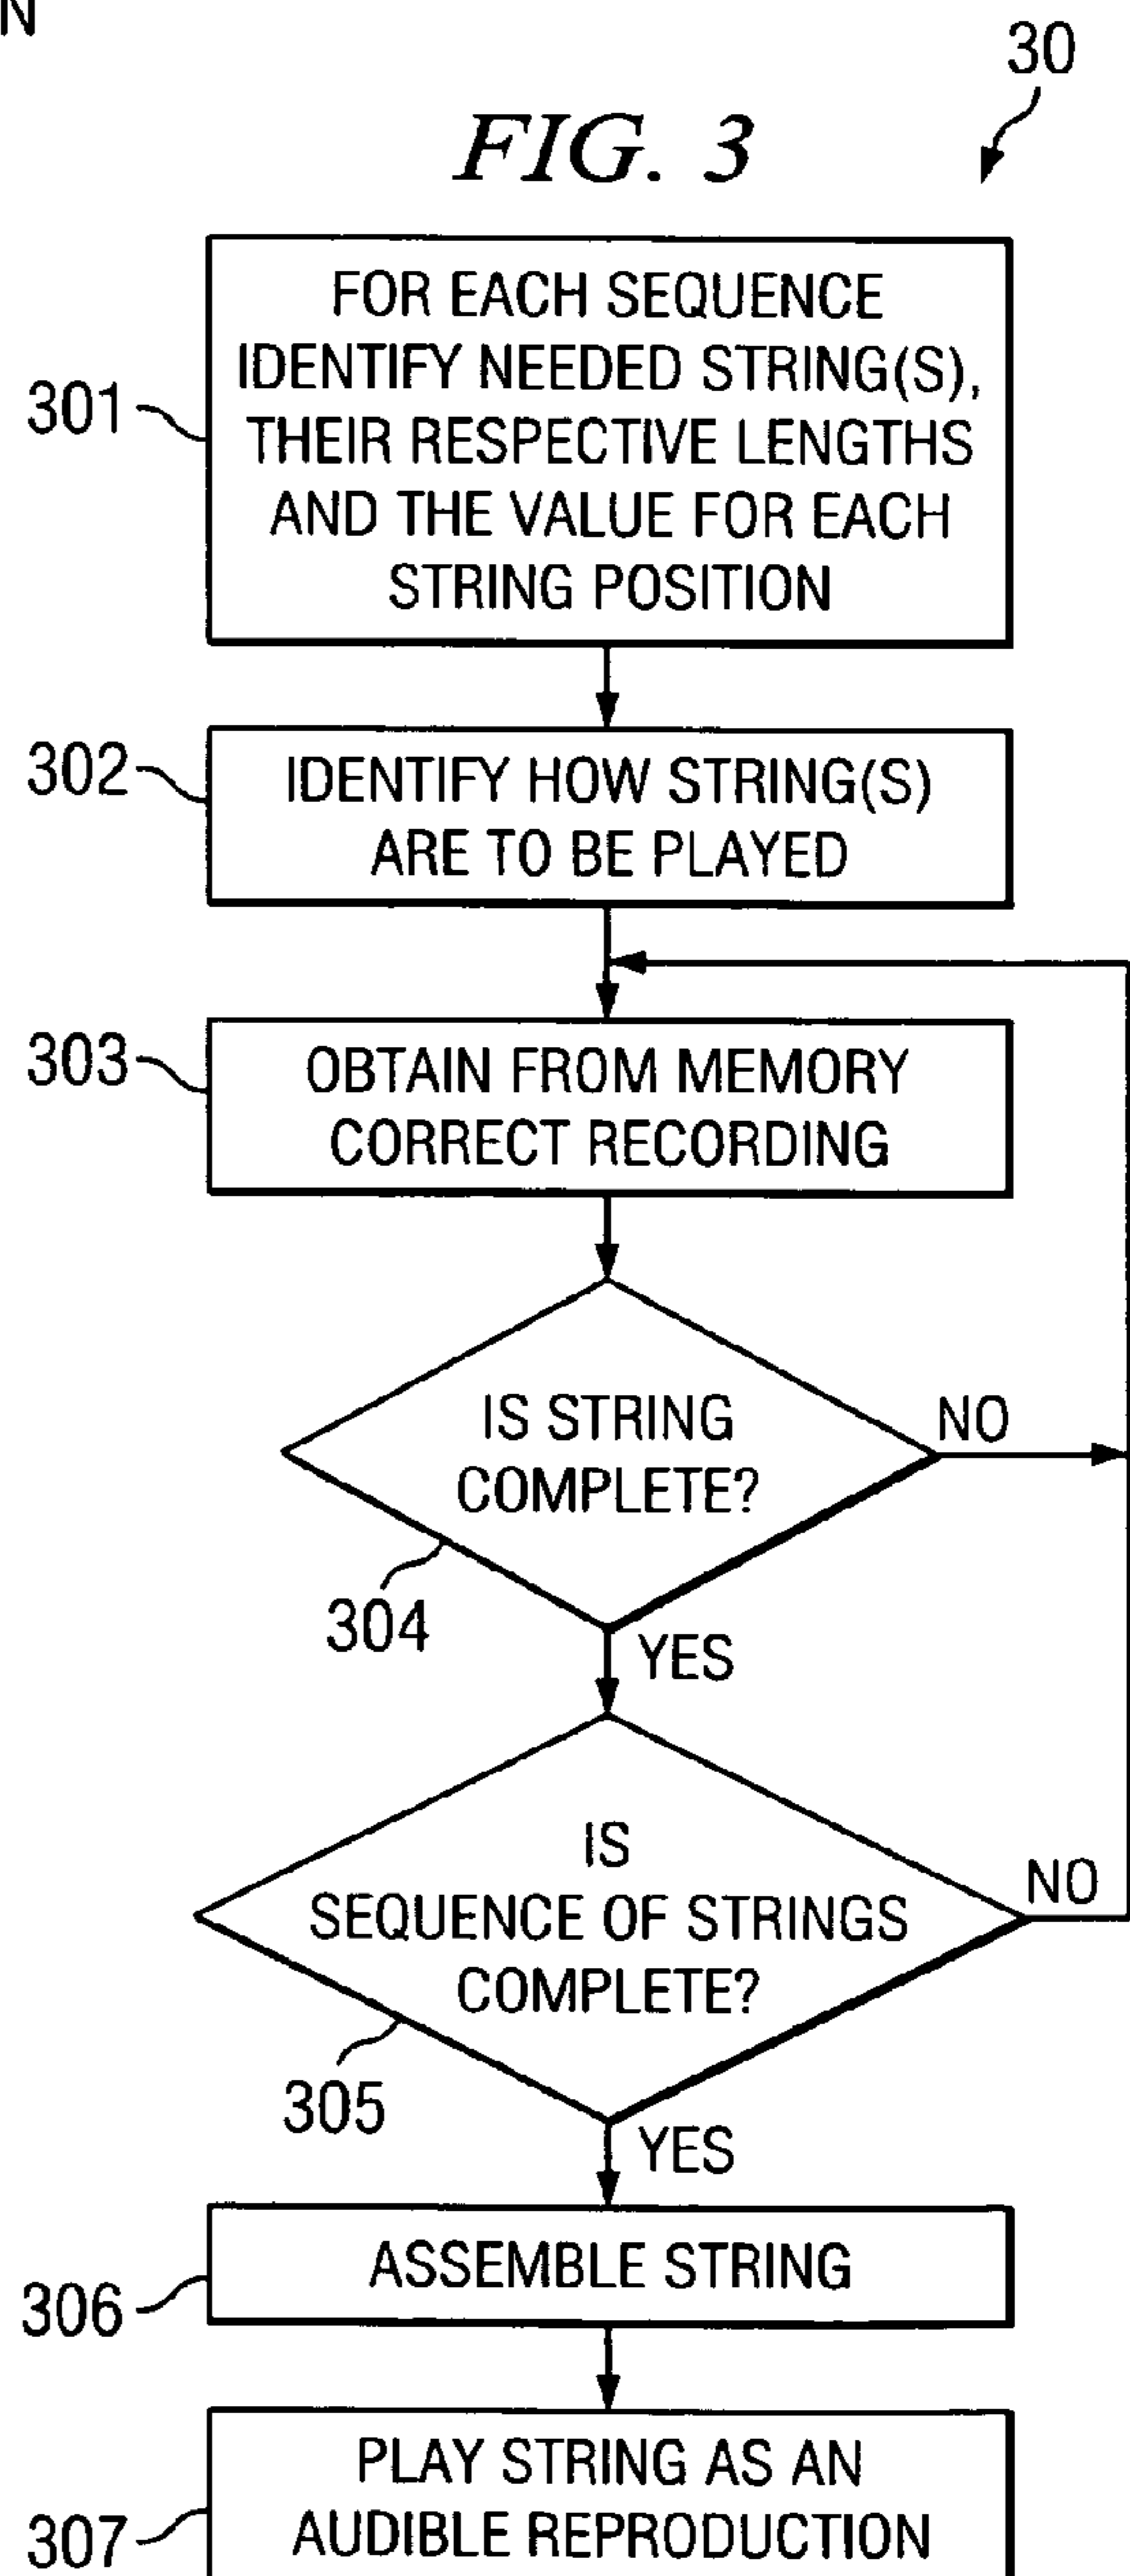 N
30
FIG. 3
FOR EACH SEQUENCE
IDENTIFY NEEDED STRING(S),
THEIR RESPECTIVE LENGTHS
AND THE VALUE FOR EACH
STRING POSITION
301
302
IDENTIFY HOW STRING(S)
ARE TO BE PLAYED
303
OBTAIN FROM MEMORY
CORRECT RECORDING
IS STRING
COMPLETE?
NO
304
YES
IS
SEQUENCE OF STRINGS
COMPLETE?
NO
305
YES
ASSEMBLE STRING
306
PLAY STRING AS AN
AUDIBLE REPRODUCTION
307